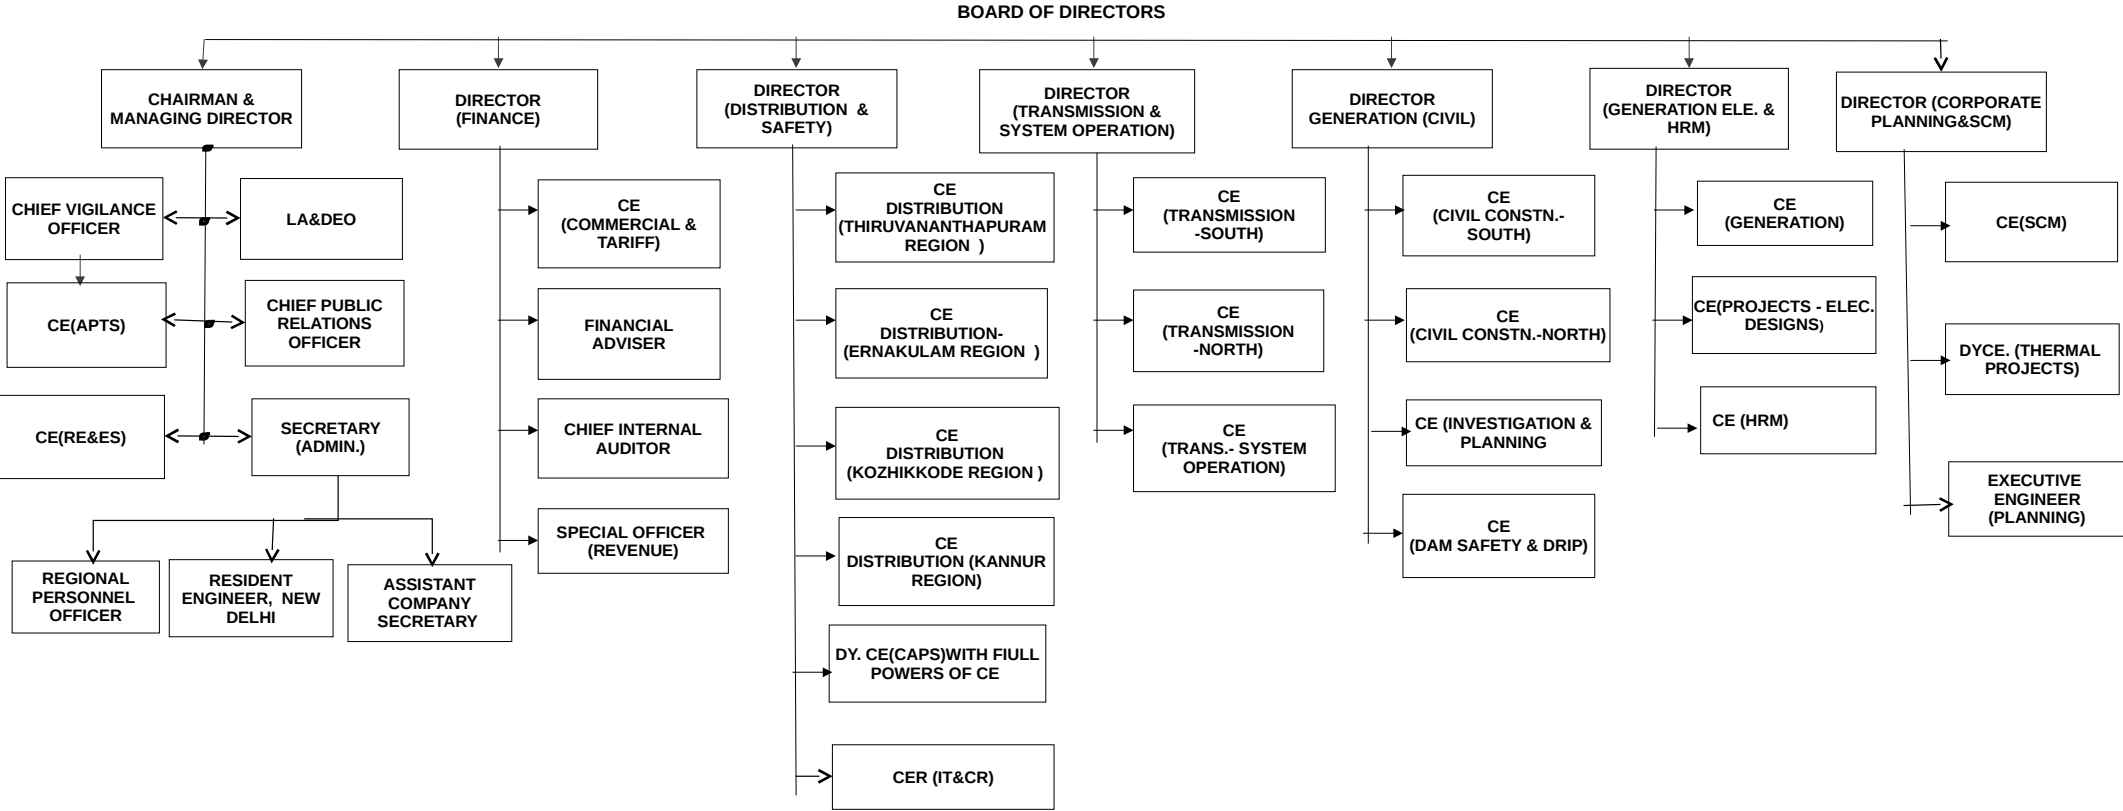 BOARD OF DIRECTORS
CHAIRMAN &
MANAGING DIRECTOR
DIRECTOR
(FINANCE)
DIRECTOR
(DISTRIBUTION &
SAFETY)
DIRECTOR
(TRANSMISSION &
SYSTEM OPERATION)
DIRECTOR
GENERATION (CIVIL)
DIRECTOR
(GENERATION ELE. &
HRM)
DIRECTOR (CORPORATE
PLANNING&SCM)
CHIEF VIGILANCE
OFFICER
LA&DEO
CE(APTS)
CHIEF PUBLIC
RELATIONS
OFFICER
CE(RE&ES)
SECRETARY
(ADMIN.)
REGIONAL
PERSONNEL
OFFICER
RESIDENT
ENGINEER, NEW
DELHI
ASSISTANT
COMPANY
SECRETARY
CE
(COMMERCIAL &
TARIFF)
FINANCIAL
ADVISER
CHIEF INTERNAL
AUDITOR
SPECIAL OFFICER
(REVENUE)
CE
DISTRIBUTION
(THIRUVANANTHAPURAM
REGION )
CE
DISTRIBUTION-
(ERNAKULAM REGION )
CE
DISTRIBUTION
(KOZHIKKODE REGION )
CE
DISTRIBUTION (KANNUR
REGION)
DY. CE(CAPS)WITH FIULL
POWERS OF CE
CER (IT&CR)
CE
(TRANSMISSION
-SOUTH)
CE
(TRANSMISSION
-NORTH)
CE
(TRANS.- SYSTEM
OPERATION)
CE
(CIVIL CONSTN.-
SOUTH)
CE
(CIVIL CONSTN.-NORTH)
CE (INVESTIGATION &
PLANNING
CE
(DAM SAFETY & DRIP)
CE
(GENERATION)
CE(PROJECTS - ELEC.
DESIGNS)
CE (HRM)
CE(SCM)
DYCE. (THERMAL
PROJECTS)
EXECUTIVE
ENGINEER
(PLANNING)